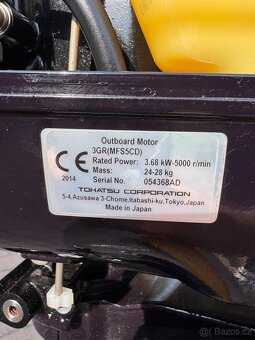 Outboard Motor
3GR(MFS5CD)
Rated Power: 3.68 kW-5000 r/min
Mass: 24-28 kg
Serial No. 054368AD
CE
2014
TOHATSU CORPORATION
5-4,Azusawa 3-Chome,Itabashi-ku,Tokyo,Japan
Made in Japan
Sbazoš.cz